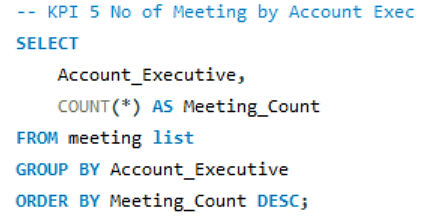 -- KPI 5 No of Meeting by Account Exec
SELECT
Account_Executive,
COUNT(*) AS Meeting_Count
FROM meeting list
GROUP BY Account_Executive
ORDER BY Meeting_Count DESC;